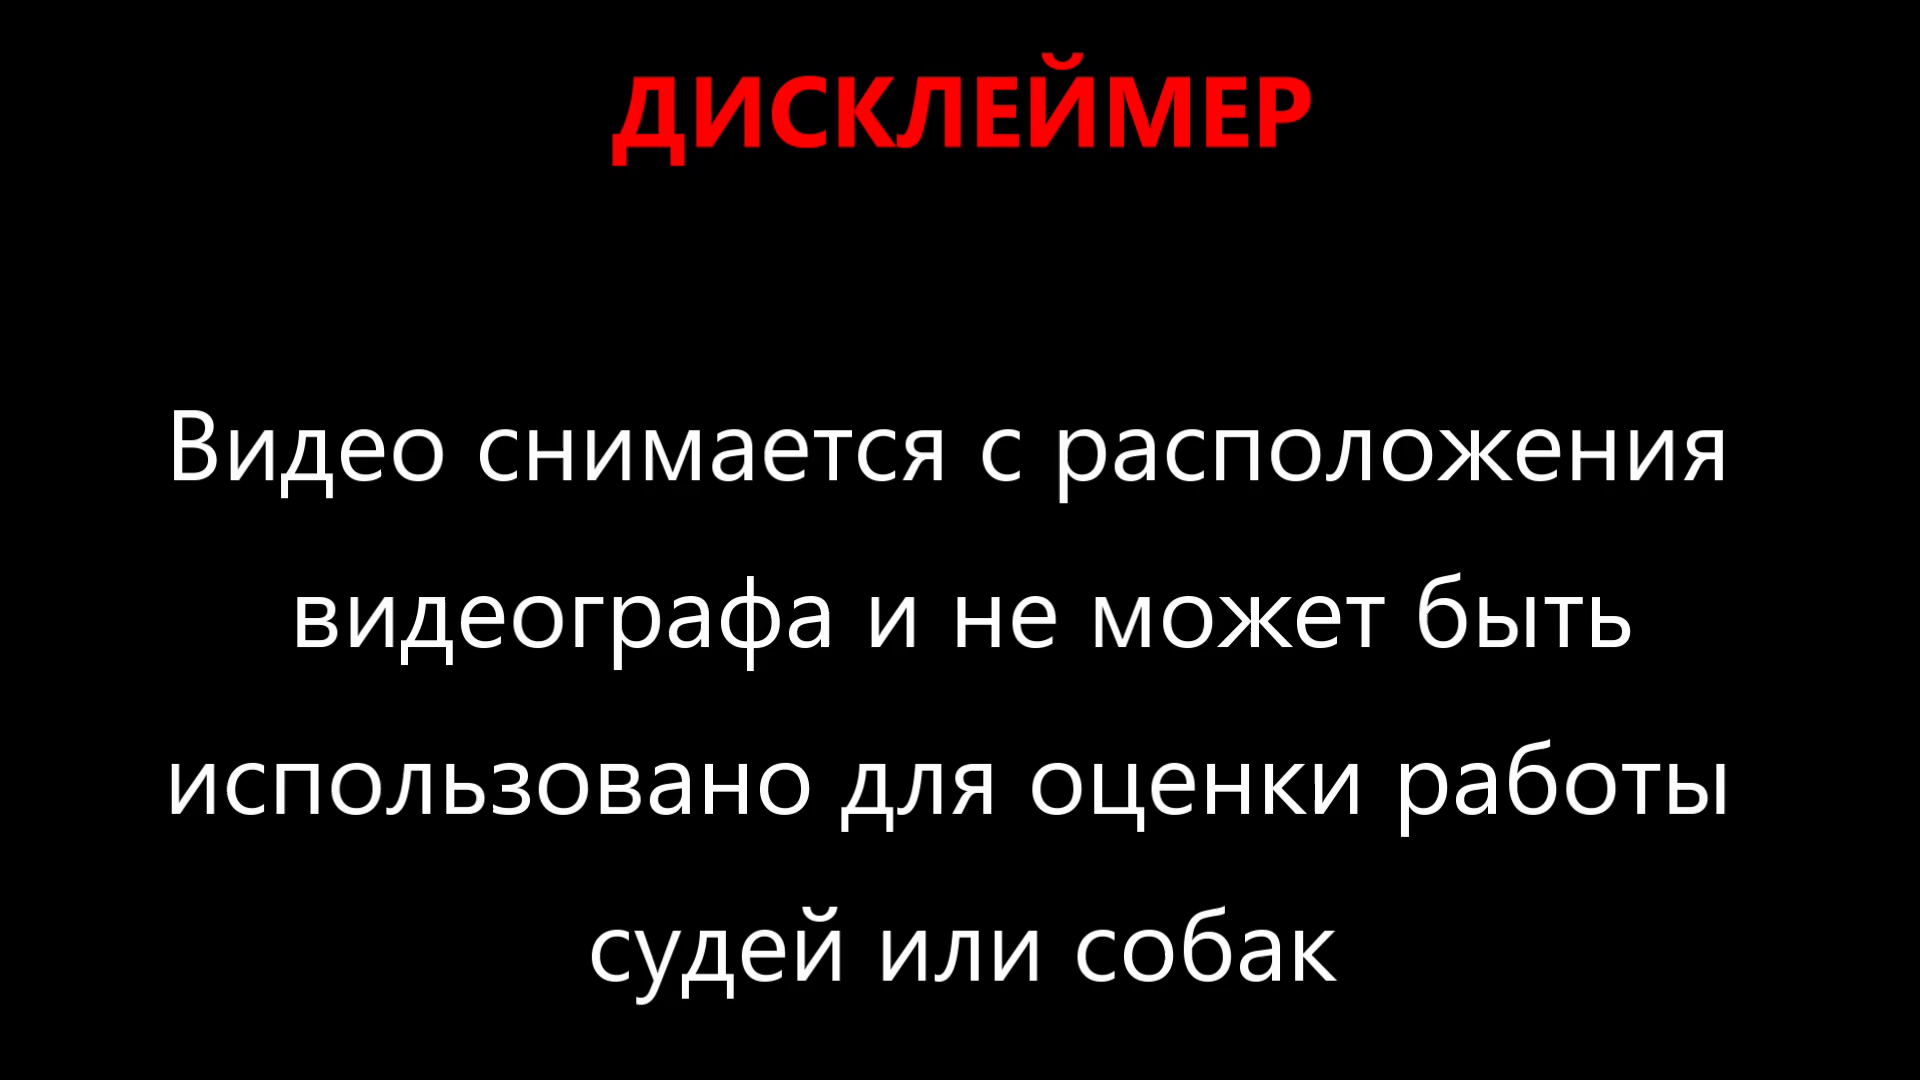 ДИСКЛЕЙМЕР
Видео снимается с расположения
видеографа и не может быть
использовано для оценки работы
судей или собак